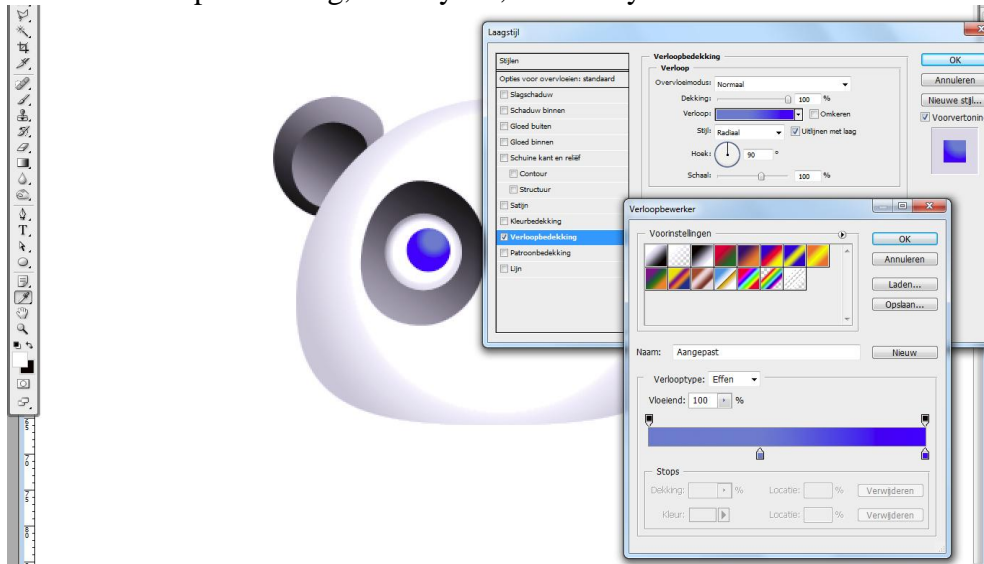 Laagstijl
Stijlen
Opties voor overvloeien: standaard
Slagschaduw
Schaduw binnen
Gloed buiten
Gloed binnen
Schuine kant en reliëf
Contour
Structuur
Satijn
Kleurbedekking
Verloopbedekking
Patroonbedekking
Lijn
Verloopbedekking
Verloop
Overvloeimodus: Normaal
Dekking: 100 %
Verloop: Omkeren
Stijl: Radiaal Uitlijnen met laag
Hoek: 90 °
Schaal: 100 %
OK
Annuleren
Nieuwe stijl...
Voorvertoning
Verloopbewerker
Voorinstellingen
OK
Annuleren
Laden...
Opslaan...
Naam: Aangepast Nieuw
Verlooptype: Effen
Vloeiend: 100 %
Stops
Dekking: % Locatie: % Verwijderen
Kleur: Locatie: % Verwijderen